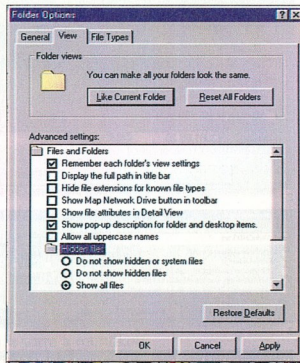 Folder Options
General View File Types
Folder views
You can make all your folders look the same.
Like Current Folder Reset All Folders
Advanced settings:
Files and Folders
Remember each folder's view settings
Display the full path in title bar
Hide file extensions for known file types
Show Map Network Drive button in toolbar
Show file attributes in Detail View
Show pop-up description for folder and desktop items.
Allow all uppercase names
Hidden files
Do not show hidden or system files
Do not show hidden files
Show all files
Restore Defaults
OK Cancel Apply